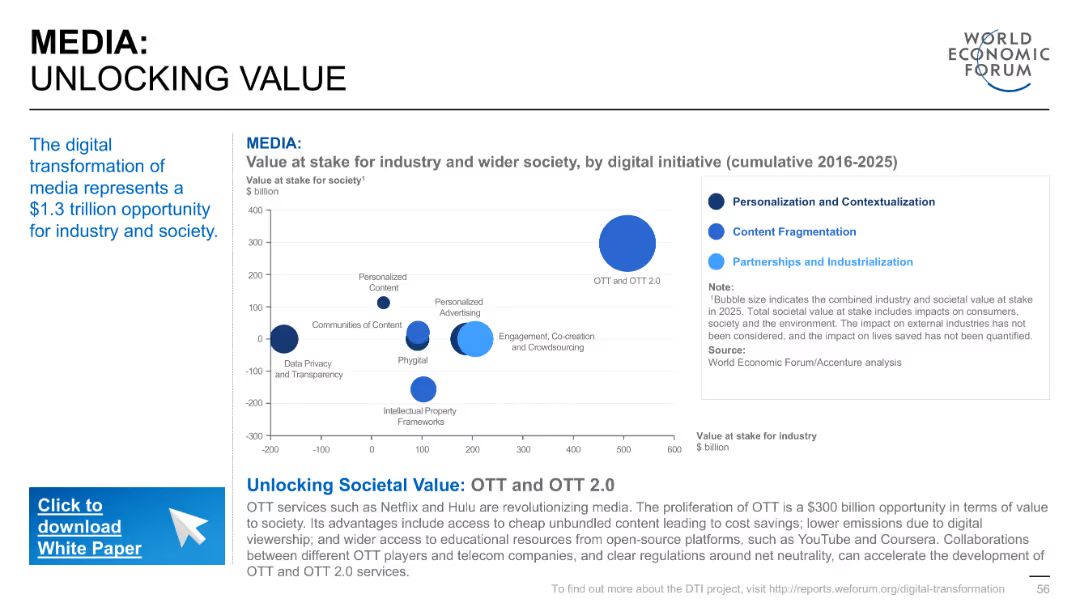 MEDIA:
UNLOCKING VALUE
WORLD
ECONOMIC
FORUM
The digital
transformation of
media represents a
$1.3 trillion opportunity
for industry and society.
MEDIA:
Value at stake for industry and wider society, by digital initiative (cumulative 2016-2025)
Value at stake for society¹
$ billion
400
300
200
100
0
-100
-200
-300
-200
-100
0
100
200
300
400
500
600
Value at stake for industry
$ billion
OTT and OTT 2.0
Personalized
Content
Personalized
Advertising
Communities of Content
Engagement, Co-creation
and Crowdsourcing
Phygital
Data Privacy
and Transparency
Intellectual Property
Frameworks
Personalization and Contextualization
Content Fragmentation
Partnerships and Industrialization
Note:
¹Bubble size indicates the combined industry and societal value at stake
in 2025. Total societal value at stake includes impacts on consumers,
society and the environment. The impact on external industries has not
been considered, and the impact on lives saved has not been quantified.
Source:
World Economic Forum/Accenture analysis
Unlocking Societal Value: OTT and OTT 2.0
OTT services such as Netflix and Hulu are revolutionizing media. The proliferation of OTT is a $300 billion opportunity in terms of value
to society. Its advantages include access to cheap unbundled content leading to cost savings; lower emissions due to digital
viewership; and wider access to educational resources from open-source platforms, such as YouTube and Coursera. Collaborations
between different OTT players and telecom companies, and clear regulations around net neutrality, can accelerate the development of
OTT and OTT 2.0 services.
Click to
download
White Paper
To find out more about the DTI project, visit http://reports.weforum.org/digital-transformation
56